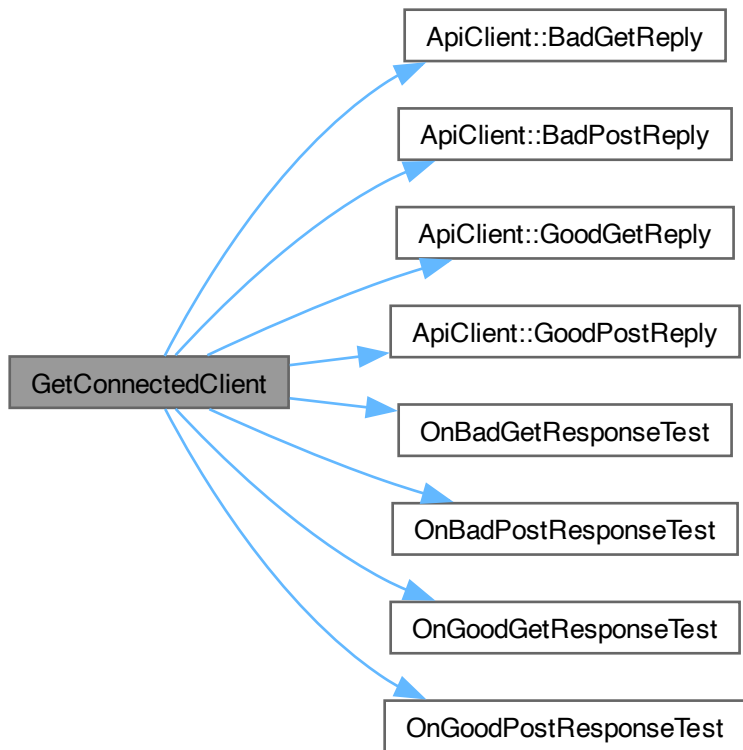 ApiClient::BadGetReply
ApiClient::BadPostReply
ApiClient::GoodGetReply
ApiClient::GoodPostReply
GetConnectedClient
OnBadGetResponseTest
OnBadPostResponseTest
OnGoodGetResponseTest
OnGoodPostResponseTest